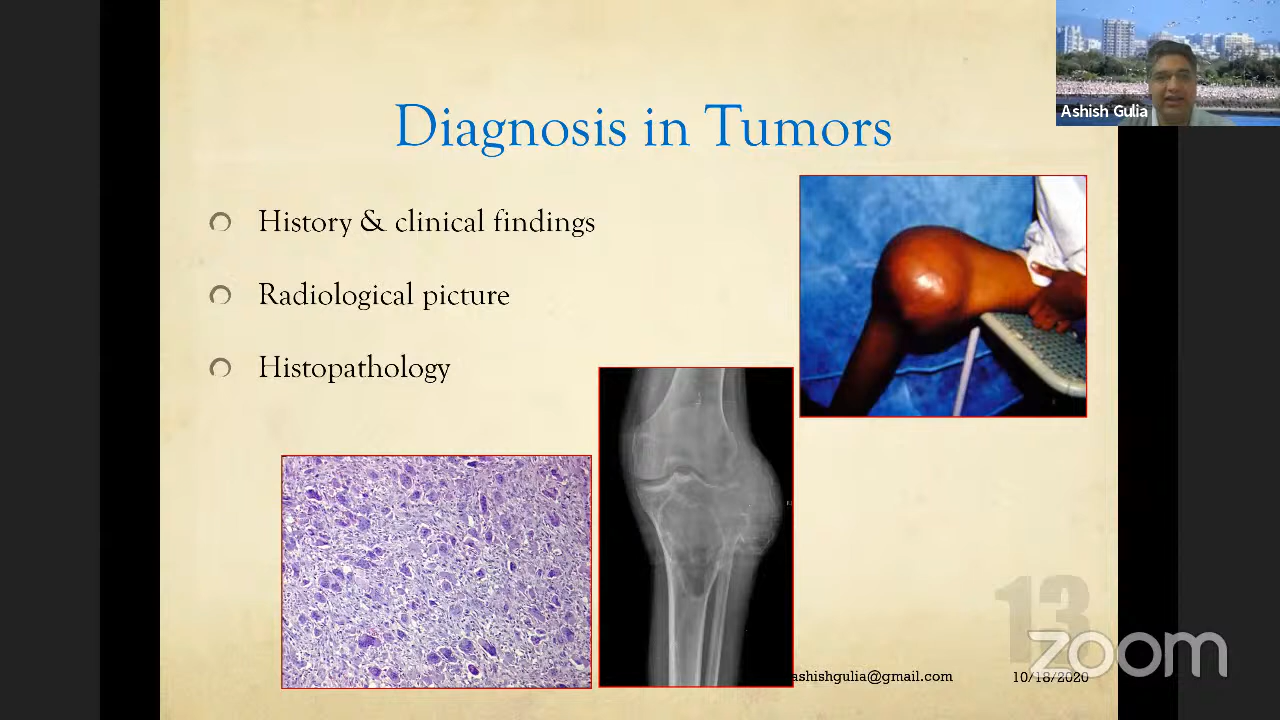 Ashish Gulia
Diagnosis in Tumors
History & clinical findings
Radiological picture
Histopathology
13
zoom
ashishgulia@gmail.com
10/18/2020